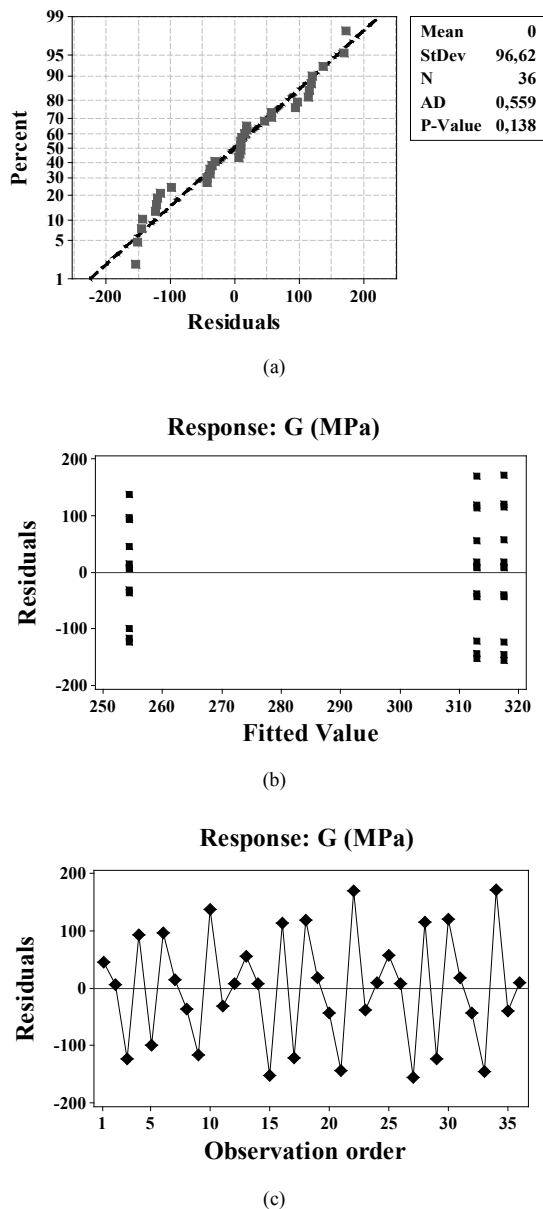 99
95
90
80
70
60
50
40
30
20
10
5
1
Percent
-200 -100 0 100 200
Residuals
Mean 0
StDev 96,62
N 36
AD 0,559
P-Value 0,138
(a)
Response: G (MPa)
200
100
0
-100
-200
Residuals
250 260 270 280 290 300 310 320
Fitted Value
(b)
Response: G (MPa)
200
100
0
-100
-200
Residuals
1 5 10 15 20 25 30 35
Observation order
(c)